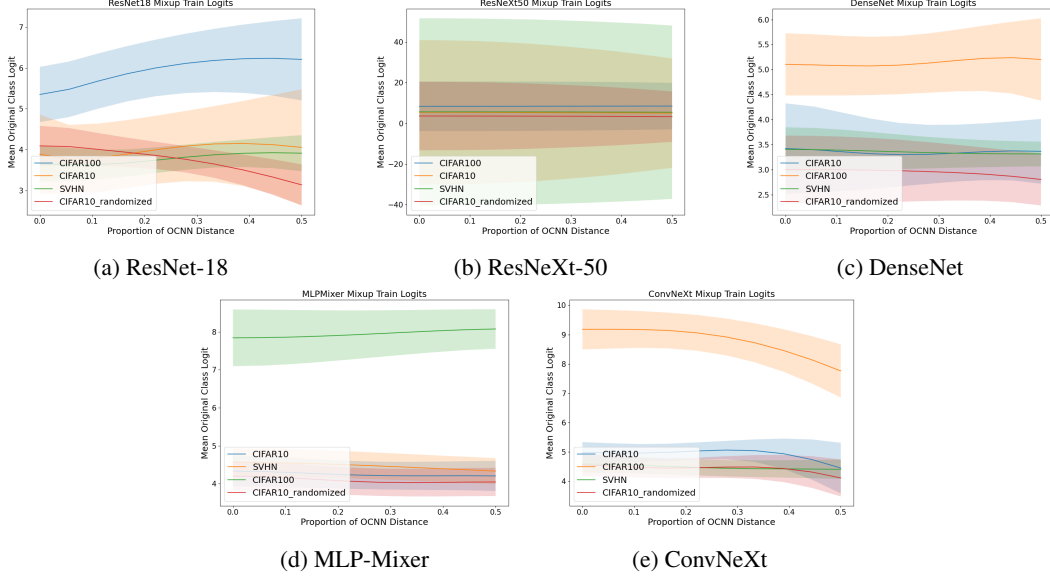 ResNet18 Mixup Train Logits
Mean Original Class Logit
7
6
5
4
3
CIFAR100
CIFAR10
SVHN
CIFAR10_randomized
0.0 0.1 0.2 0.3 0.4 0.5
Proportion of OCNN Distance
(a) ResNet-18
ResNeXt50 Mixup Train Logits
Mean Original Class Logit
40
20
0
−20
−40
CIFAR100
CIFAR10
SVHN
CIFAR10_randomized
0.0 0.1 0.2 0.3 0.4 0.5
Proportion of OCNN Distance
(b) ResNeXt-50
DenseNet Mixup Train Logits
Mean Original Class Logit
6.0
5.5
5.0
4.5
4.0
3.5
3.0
2.5
CIFAR10
CIFAR100
SVHN
CIFAR10_randomized
0.0 0.1 0.2 0.3 0.4 0.5
Proportion of OCNN Distance
(c) DenseNet
MLPMixer Mixup Train Logits
Mean Original Class Logit
8
7
6
5
4
CIFAR10
SVHN
CIFAR100
CIFAR10_randomized
0.0 0.1 0.2 0.3 0.4 0.5
Proportion of OCNN Distance
(d) MLP-Mixer
ConvNeXt Mixup Train Logits
Mean Original Class Logit
10
9
8
7
6
5
4
CIFAR10
CIFAR100
SVHN
CIFAR10_randomized
0.0 0.1 0.2 0.3 0.4 0.5
Proportion of OCNN Distance
(e) ConvNeXt